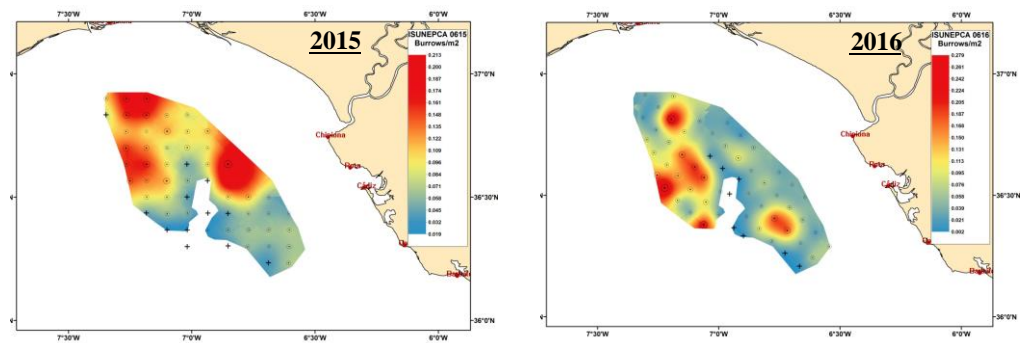 2015
ISUNEPCA 0615
Burrows/m2
0.213
0.200
0.187
0.174
0.161
0.148
0.135
0.122
0.109
0.096
0.084
0.071
0.058
0.045
0.032
0.019
37°0'N
36°30'N
36°0'N
Chipiona
Rota
Cádiz
7°30'W
7°0'W
6°30'W
6°0'W
2016
ISUNEPCA 0616
Burrows/m2
0.279
0.261
0.242
0.224
0.205
0.187
0.168
0.150
0.131
0.113
0.094
0.076
0.057
0.039
0.020
0.002
37°0'N
36°30'N
36°0'N
Chipiona
Rota
Cádiz
7°30'W
7°0'W
6°30'W
6°0'W